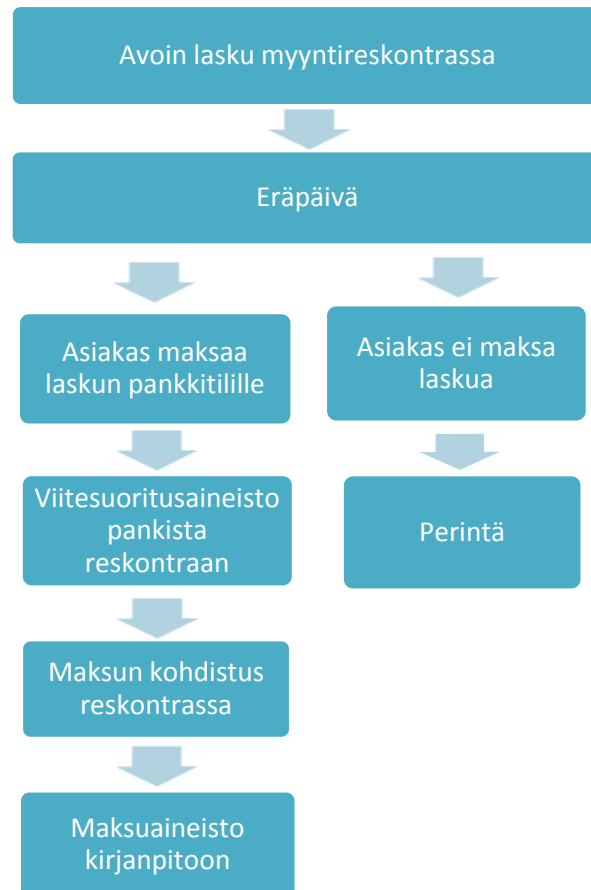 Avoin lasku myyntireskontrassa
Eräpäivä
Asiakas maksaa
laskun pankkitilille
Asiakas ei maksa
laskua
Viitesuoritusaineisto
pankista
reskontraan
Perintä
Maksun kohdistus
reskontrassa
Maksuaineisto
kirjanpitoon